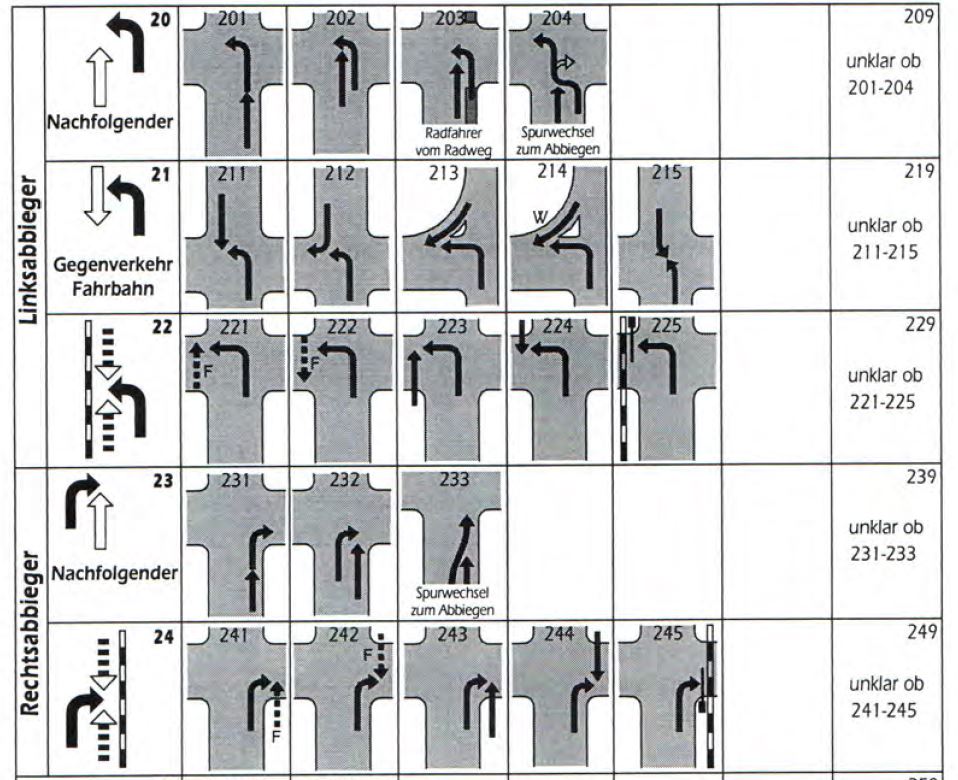 Linksabbieger
20
Nachfolgender
201
202
203
Radfahrer
vom Radweg
204
Spurwechsel
zum Abbiegen
209
unklar ob
201-204
21
Gegenverkehr
Fahrbahn
211
212
213
214
W
215
219
unklar ob
211-215
22
221
F
222
F
223
224
225
229
unklar ob
221-225
Rechtsabbieger
23
Nachfolgender
231
232
233
Spurwechsel
zum Abbiegen
239
unklar ob
231-233
24
241
F
242
F
243
244
245
249
unklar ob
241-245